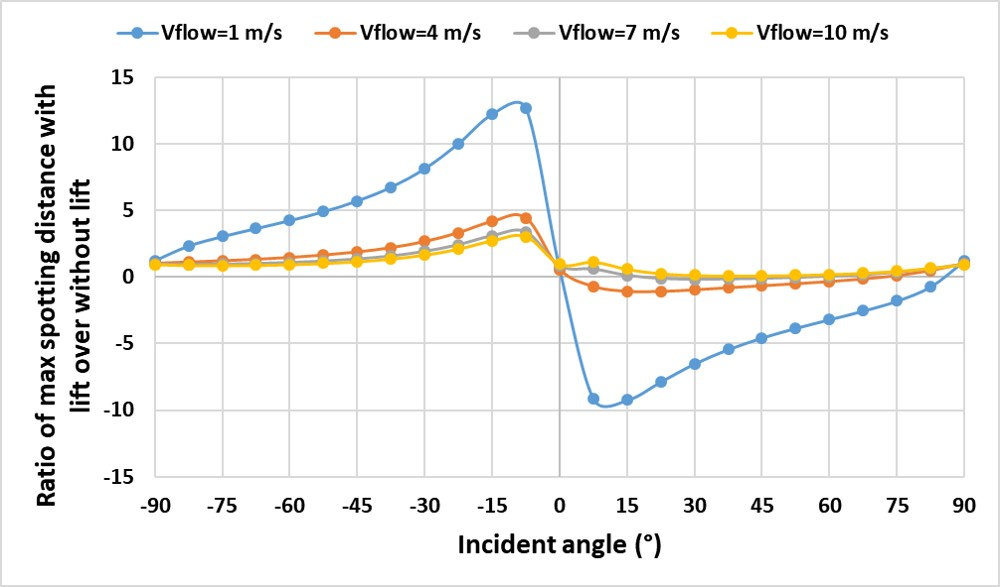 Vflow=1 m/s Vflow=4 m/s Vflow=7 m/s Vflow=10 m/s
Ratio of max spotting distance with
lift over without lift
15
10
5
0
-5
-10
-15
-90 -75 -60 -45 -30 -15 0 15 30 45 60 75 90
Incident angle (°)